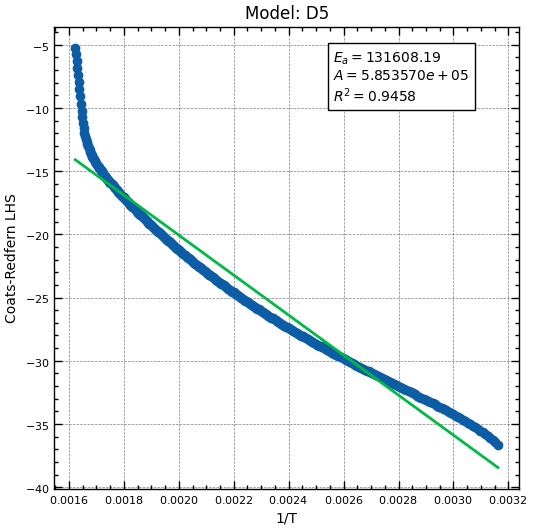 Model: D5
E_a = 131608.19
A = 5.853570e + 05
R^2 = 0.9458
Coats-Redfern LHS
−5
−10
−15
−20
−25
−30
−35
−40
0.0016 0.0018 0.0020 0.0022 0.0024 0.0026 0.0028 0.0030 0.0032
1/T